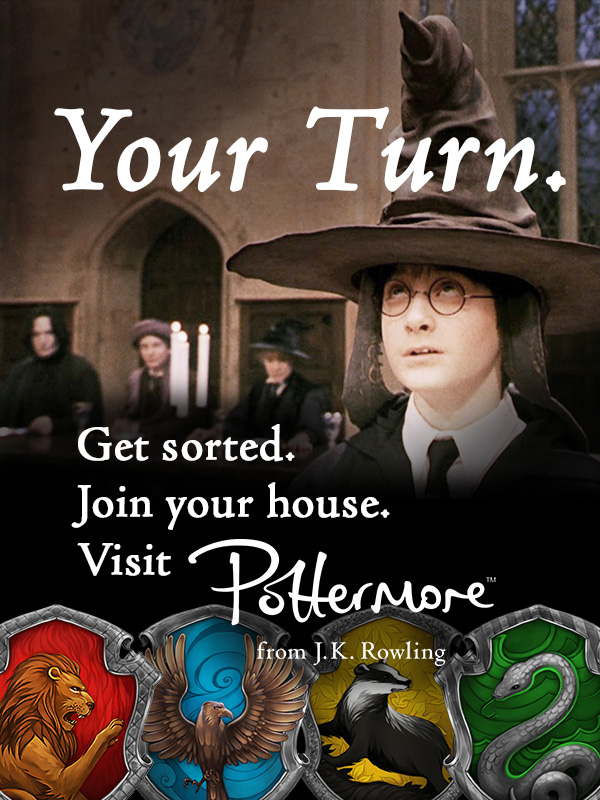 Your Turn.
Get sorted.
Join your house.
Visit Pottermore™
from J.K. Rowling